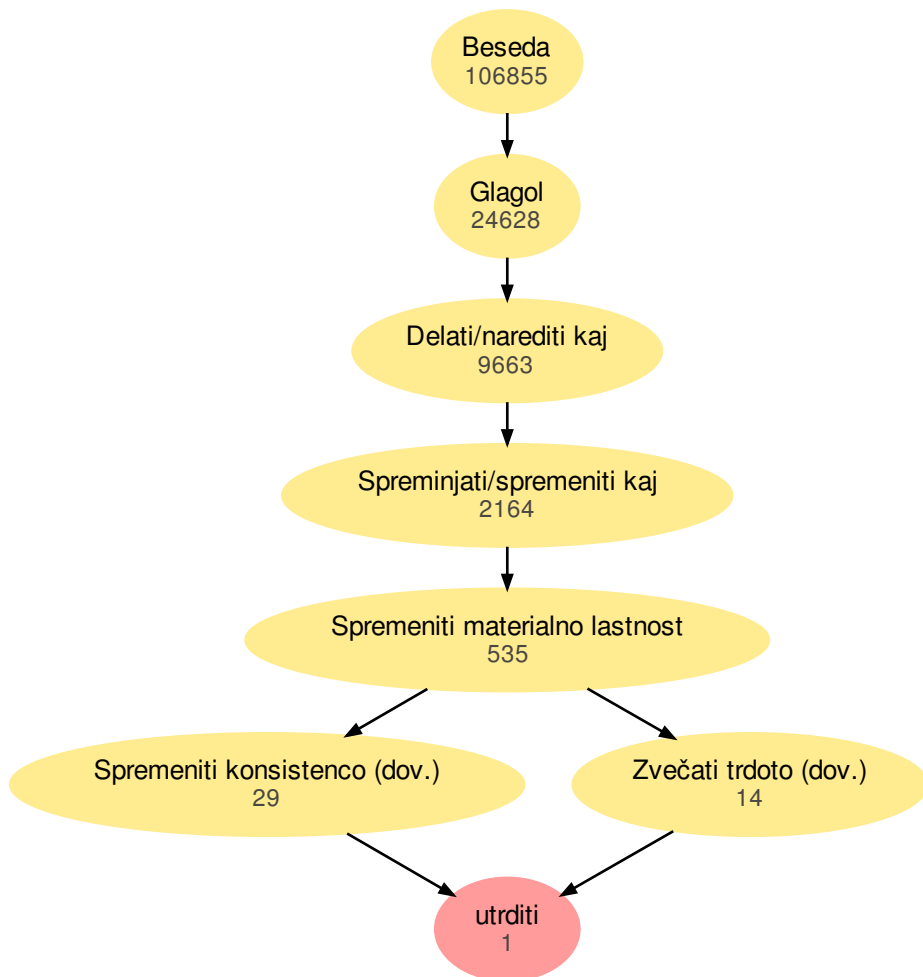 Beseda
106855
Glagol
24628
Delati/narediti kaj
9663
Spreminjati/spremeniti kaj
2164
Spremeniti materialno lastnost
535
Spremeniti konsistenco (dov.)
29
Zvečati trdoto (dov.)
14
utrditi
1